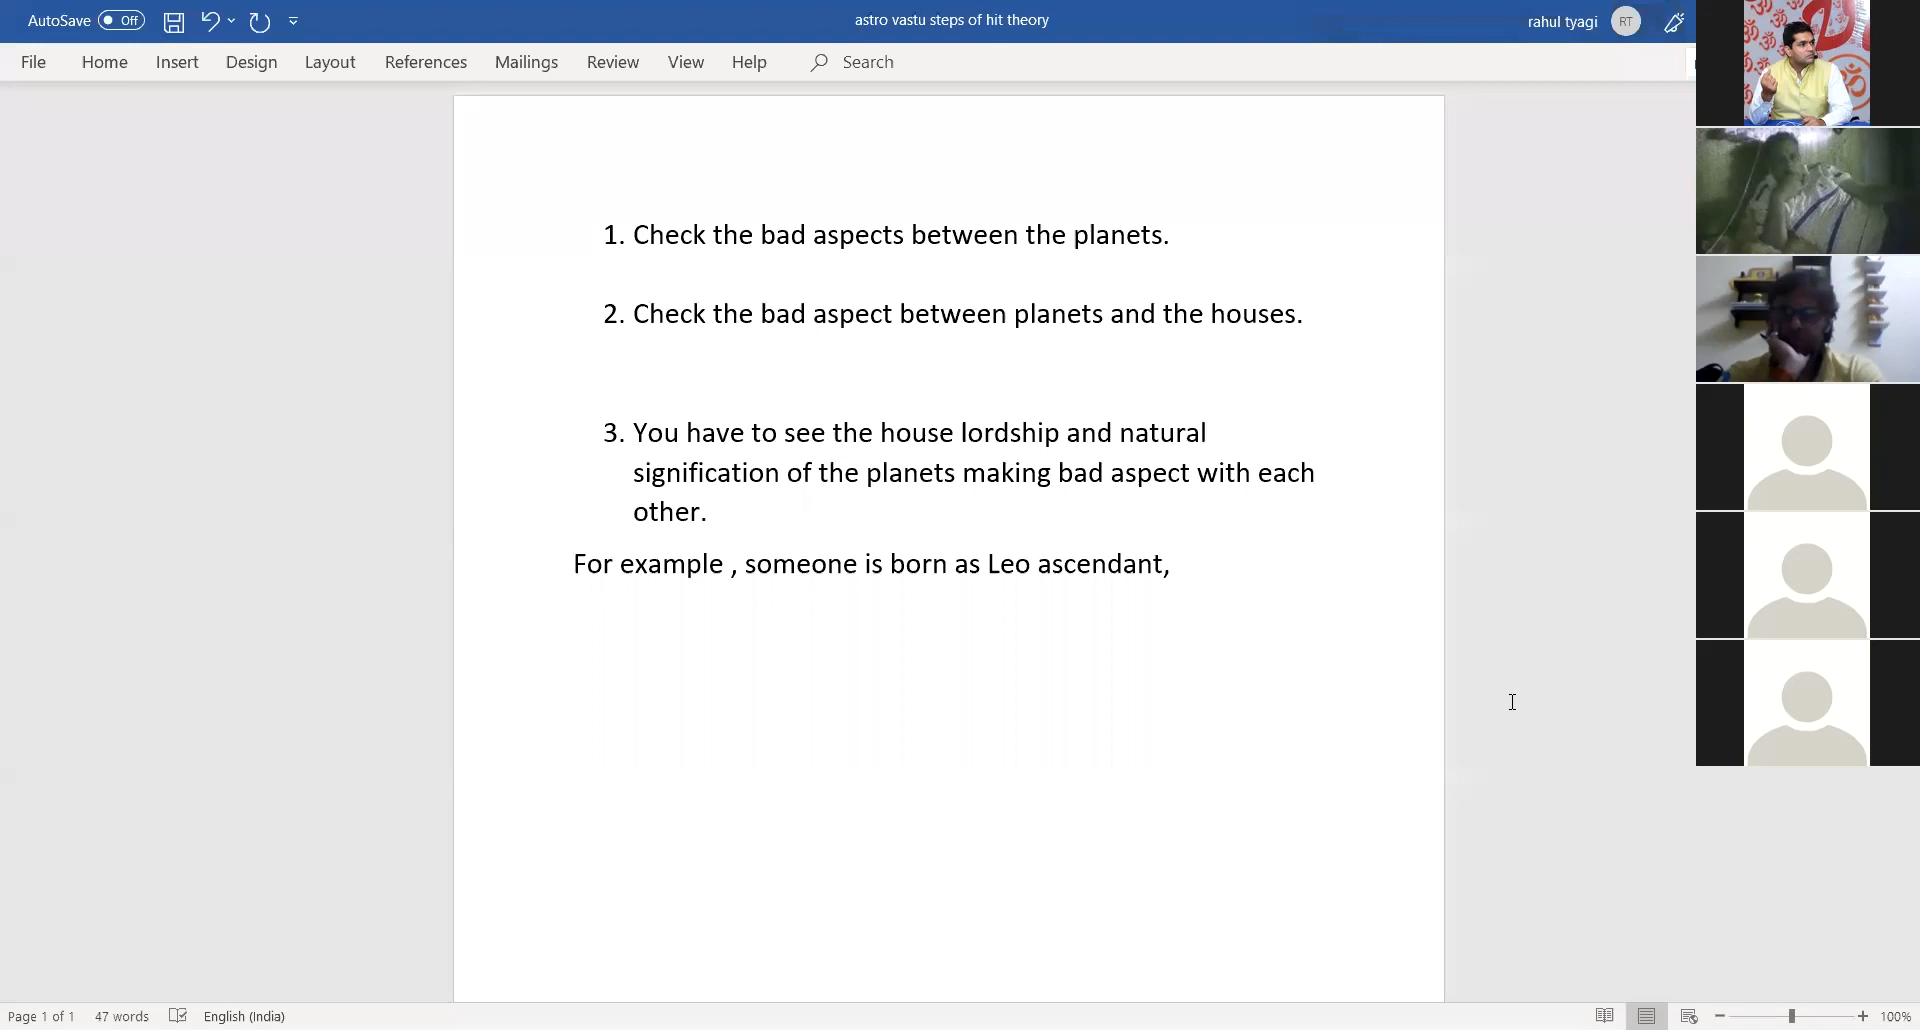 AutoSave Off astro vastu steps of hit theory rahul tyagi RT
File Home Insert Design Layout References Mailings Review View Help Search
1. Check the bad aspects between the planets.
2. Check the bad aspect between planets and the houses.
3. You have to see the house lordship and natural
signification of the planets making bad aspect with each
other.
For example , someone is born as Leo ascendant,
Page 1 of 1 47 words English (India) 100%